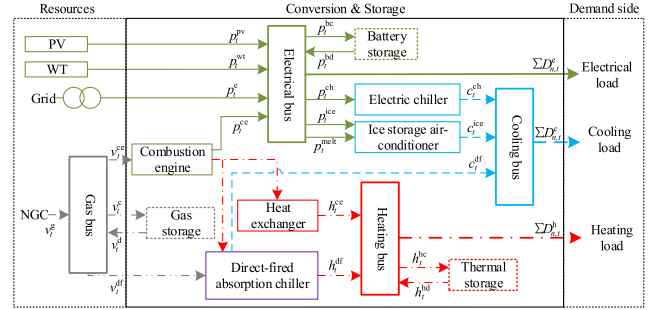 Resources
Conversion & Storage
Demand side
PV
p_t^pv
WT
p_t^wt
Grid
p_t^e
p_t^ce
Electrical bus
p_t^bc
p_t^bd
Battery
storage
ΣD_{n,t}^e
Electrical
load
p_t^ch
Electric chiller
c_t^ch
p_t^ice
p_t^melt
Ice storage air-
conditioner
c_t^ice
c_t^df
Cooling bus
ΣD_{n,t}^c
Cooling
load
v_t^ce
Combustion
engine
NGC
v_t^g
Gas bus
v_t^c
v_t^d
Gas
storage
v_t^df
Heat
exchanger
h_t^ce
Direct-fired
absorption chiller
h_t^df
Heating bus
ΣD_{n,t}^h
Heating
load
h_t^hc
h_t^hd
Thermal
storage